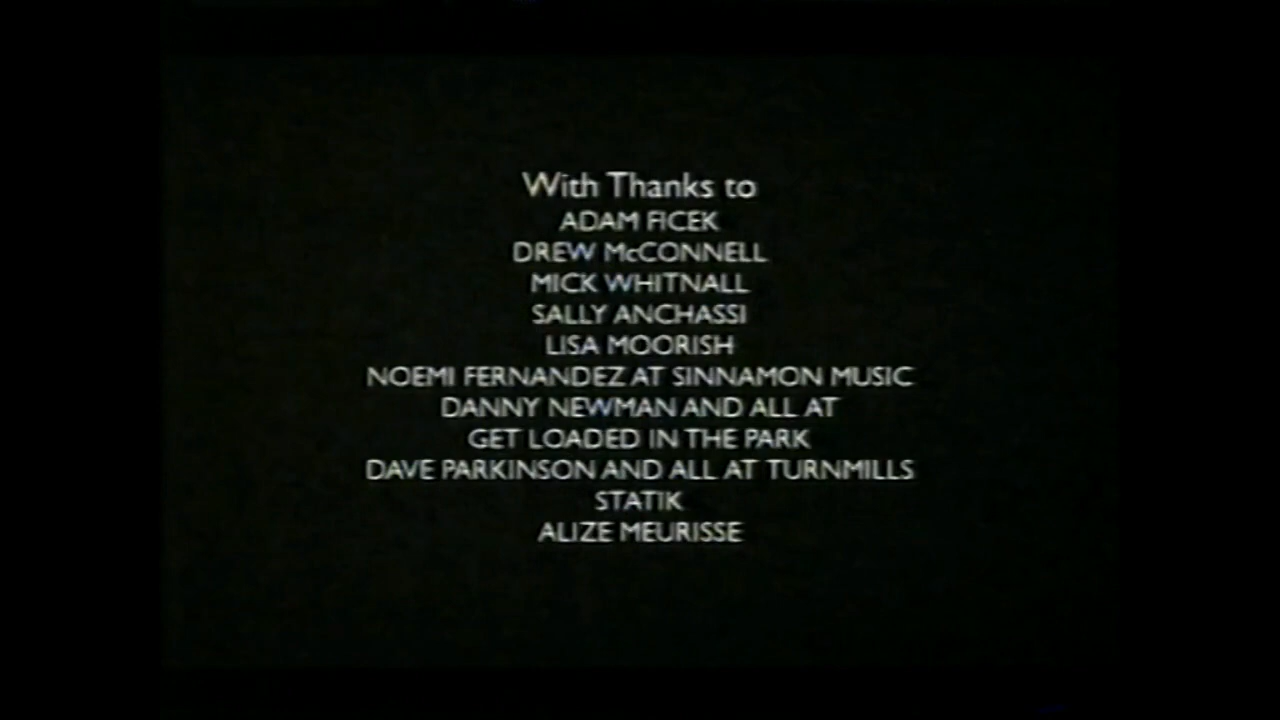 With Thanks to
ADAM FICEK
DREW McCONNELL
MICK WHITNALL
SALLY ANCHASSI
LISA MOORISH
NOEMI FERNANDEZ AT SINNAMON MUSIC
DANNY NEWMAN AND ALL AT
GET LOADED IN THE PARK
DAVE PARKINSON AND ALL AT TURNMILLS
STATIK
ALIZE MEURISSE